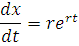 dx/dt = re^{rt}